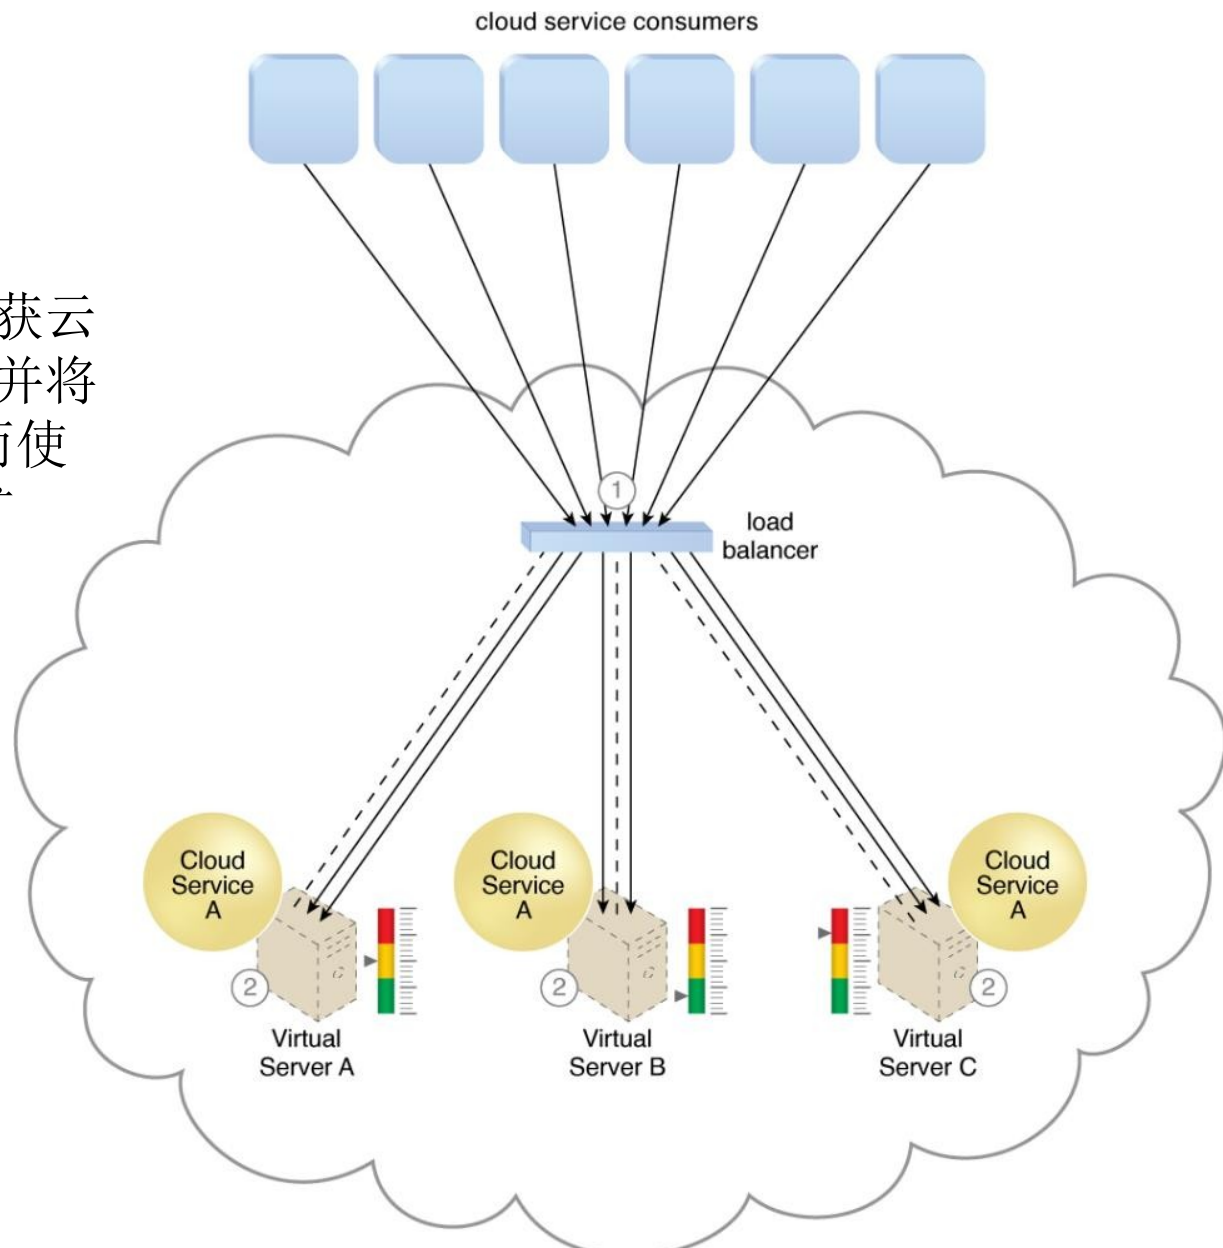 cloud service consumers
获云
并将
而使
1
load
balancer
Cloud
Service
A
Cloud
Service
A
Cloud
Service
A
2
2
2
Virtual
Server A
Virtual
Server B
Virtual
Server C